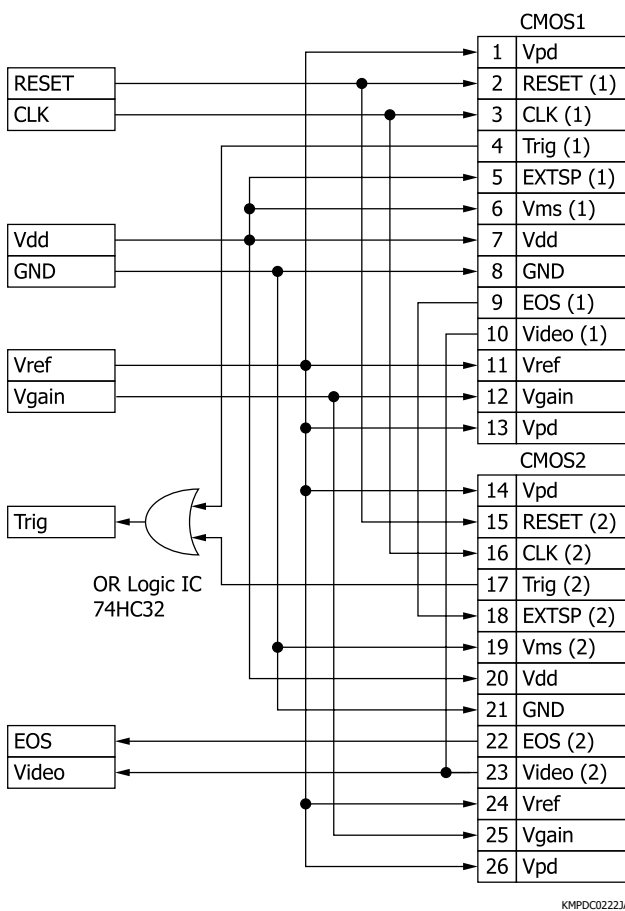 CMOS1
1 Vpd
RESET 2 RESET (1)
CLK 3 CLK (1)
4 Trig (1)
5 EXTSP (1)
6 Vms (1)
Vdd 7 Vdd
GND 8 GND
9 EOS (1)
10 Video (1)
Vref 11 Vref
Vgain 12 Vgain
13 Vpd
CMOS2
14 Vpd
Trig 15 RESET (2)
16 CLK (2)
OR Logic IC 17 Trig (2)
74HC32 18 EXTSP (2)
19 Vms (2)
20 Vdd
21 GND
EOS 22 EOS (2)
Video 23 Video (2)
24 Vref
25 Vgain
26 Vpd